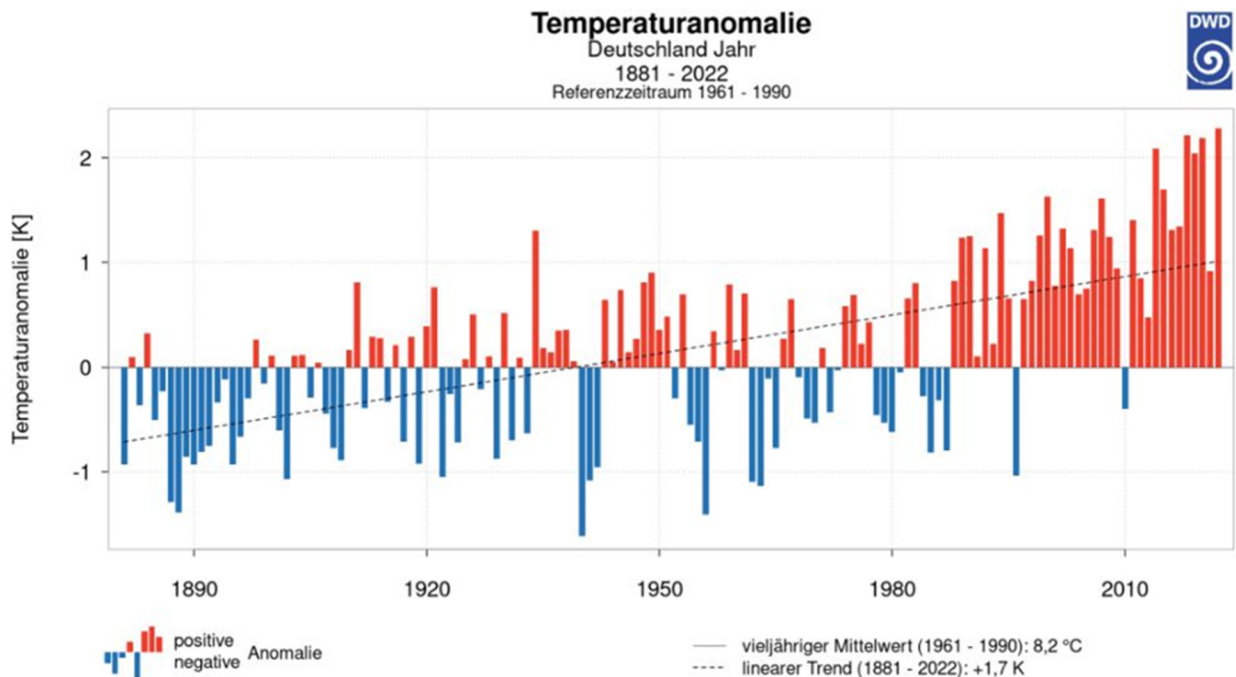 Temperaturanomalie
Deutschland Jahr
1881 - 2022
Referenzzeitraum 1961 - 1990
DWD
Temperaturanomalie [K]
2
1
0
-1
1890 1920 1950 1980 2010
positive
negative
Anomalie
vieljähriger Mittelwert (1961 - 1990): 8,2 °C
linearer Trend (1881 - 2022): +1,7 K